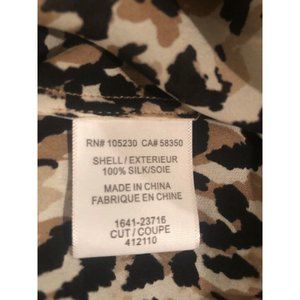 RN# 105230 CA# 58350
SHELL/EXTERIEUR
100% SILK/SOIE
MADE IN CHINA
FABRIQUE EN CHINE
1641-23716
CUT/COUPE
412110